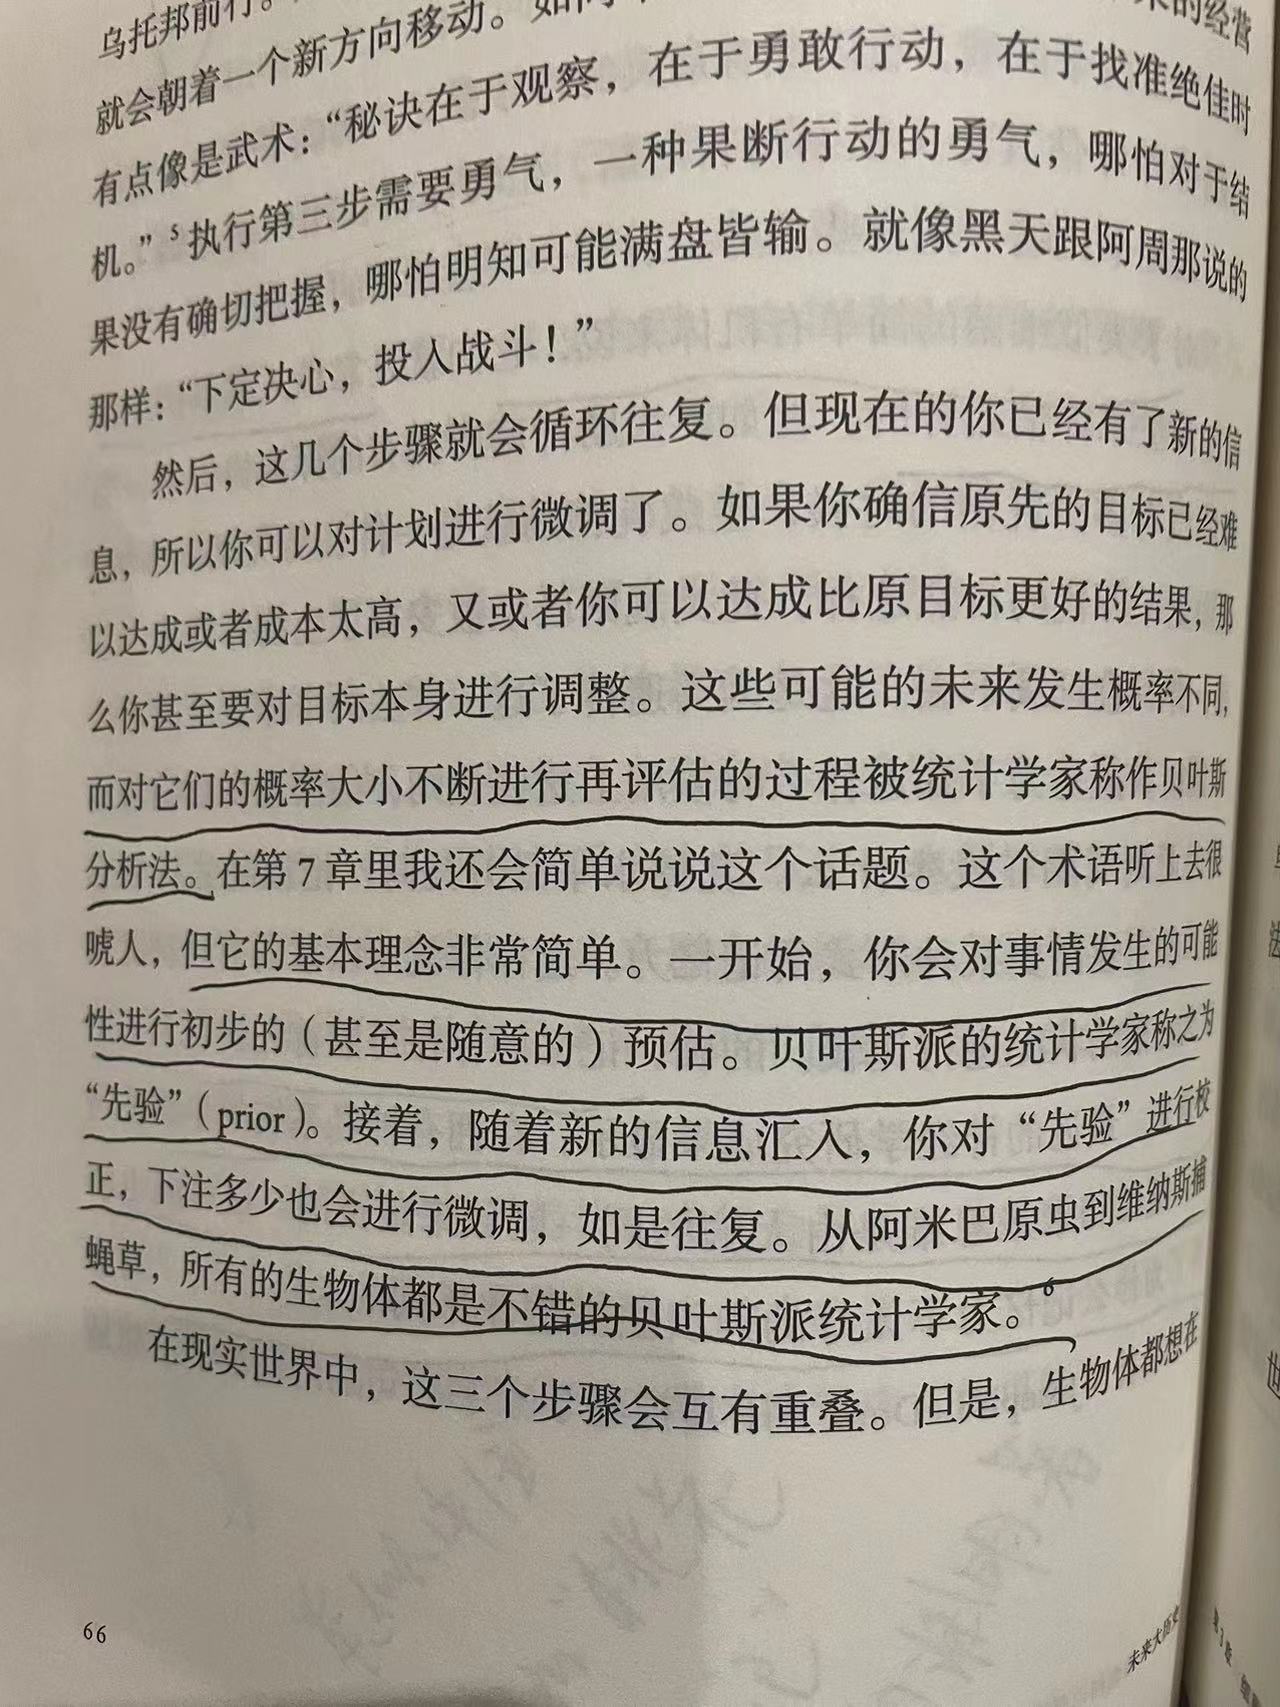 乌托邦前行。
就会朝着一个新方向移动。如 的经营
有点像是武术：“秘诀在于观察，在于勇敢行动，在于找准绝佳时
机。”5执行第三步需要勇气，一种果断行动的勇气，哪怕对于结
果没有确切把握，哪怕明知可能满盘皆输。就像黑天跟阿周那说的
那样：“下定决心，投入战斗！”
然后，这几个步骤就会循环往复。但现在的你已经有了新的信
息，所以你可以对计划进行微调了。如果你确信原先的目标已经难
以达成或者成本太高，又或者你可以达成比原目标更好的结果，那
么你甚至要对目标本身进行调整。这些可能的未来发生概率不同，
而对它们的概率大小不断进行再评估的过程被统计学家称作贝叶斯
分析法。在第7章里我还会简单说说这个话题。这个术语听上去很
唬人，但它的基本理念非常简单。一开始，你会对事情发生的可能
性进行初步的（甚至是随意的）预估。贝叶斯派的统计学家称之为
“先验”（prior）。接着，随着新的信息汇入，你对“先验”进行校
正，下注多少也会进行微调，如是往复。从阿米巴原虫到维纳斯捕
蝇草，所有的生物体都是不错的贝叶斯派统计学家。6
在现实世界中，这三个步骤会互有重叠。但是，生物体都想在
66
未来大历史